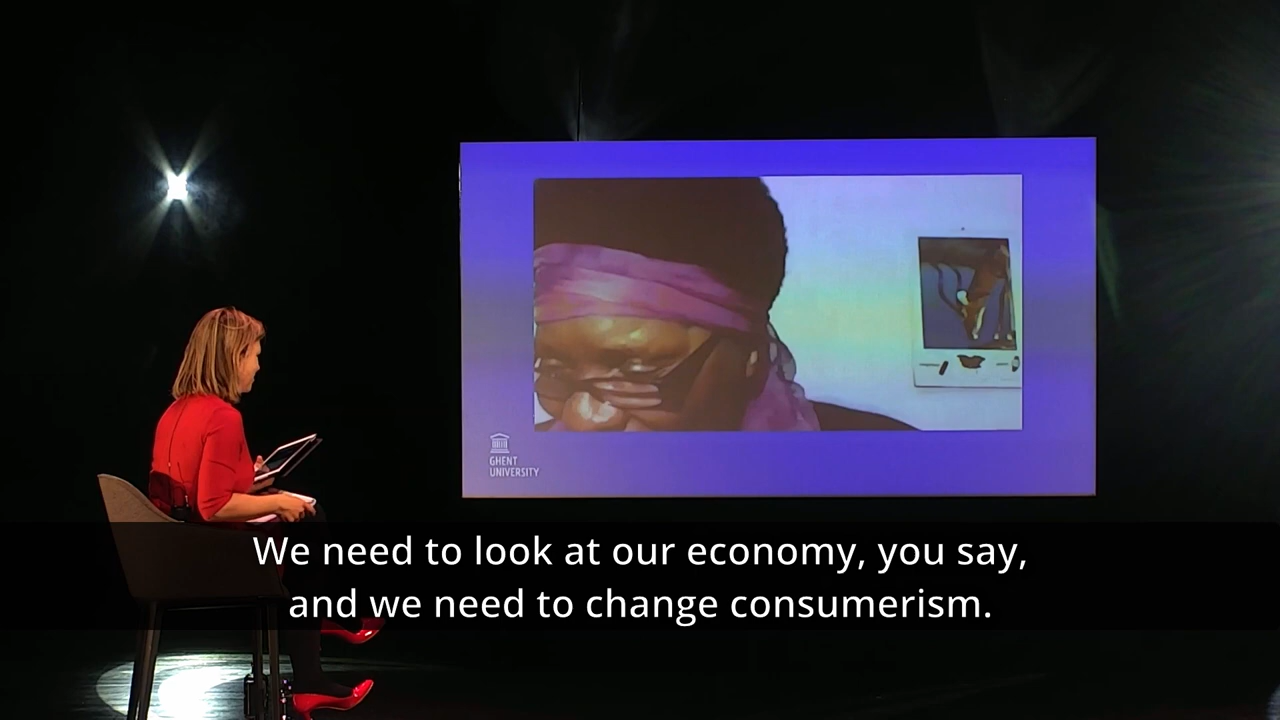 GHENT
UNIVERSITY
We need to look at our economy, you say,
and we need to change consumerism.